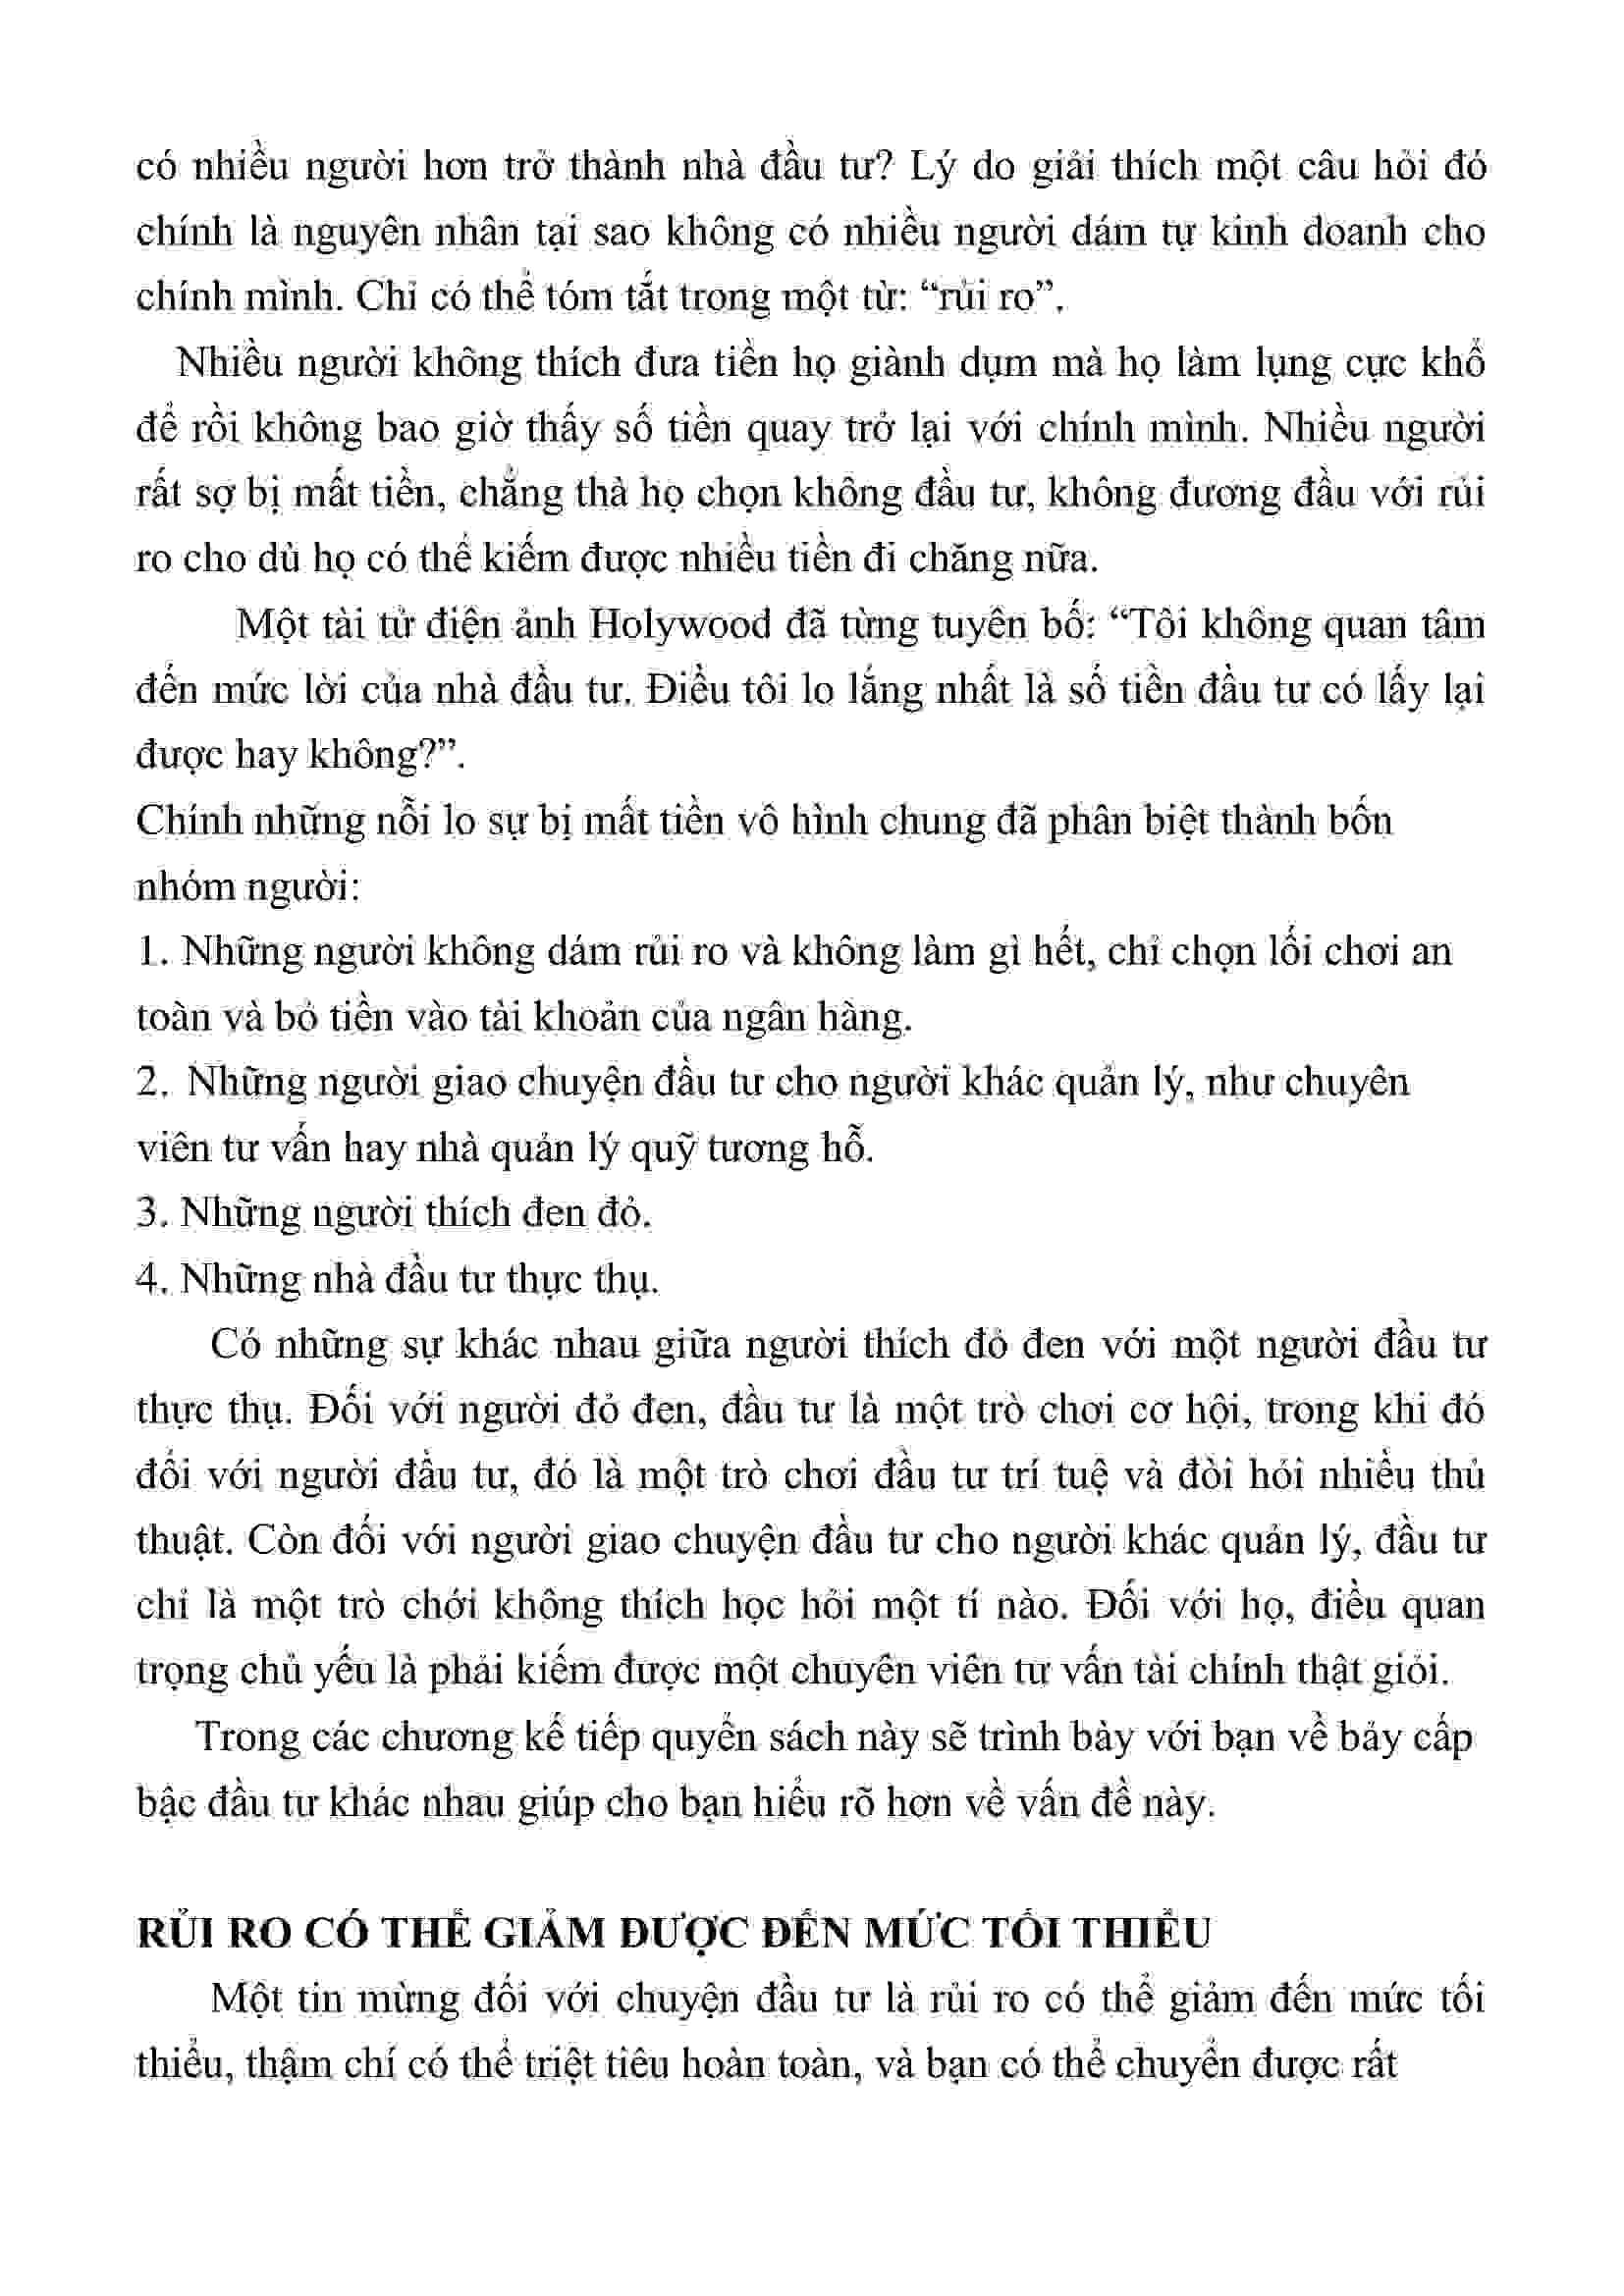 có nhiều người hơn trở thành nhà đầu tư? Lý do giải thích một câu hỏi đó
chính là nguyên nhân tại sao không có nhiều người dám tự kinh doanh cho
chính mình. Chỉ có thể tóm tắt trong một từ: “rủi ro”.
Nhiều người không thích đưa tiền họ giành dụm mà họ làm lụng cực khổ
để rồi không bao giờ thấy số tiền quay trở lại với chính mình. Nhiều người
rất sợ bị mất tiền, chẳng thà họ chọn không đầu tư, không đương đầu với rủi
ro cho dù họ có thể kiếm được nhiều tiền đi chăng nữa.
Một tài tử điện ảnh Holywood đã từng tuyên bố: “Tôi không quan tâm
đến mức lời của nhà đầu tư. Điều tôi lo lắng nhất là số tiền đầu tư có lấy lại
được hay không?”.
Chính những nỗi lo sự bị mất tiền vô hình chung đã phân biệt thành bốn
nhóm người:
1. Những người không dám rủi ro và không làm gì hết, chỉ chọn lối chơi an
toàn và bỏ tiền vào tài khoản của ngân hàng.
2. Những người giao chuyện đầu tư cho người khác quản lý, như chuyên
viên tư vấn hay nhà quản lý quỹ tương hỗ.
3. Những người thích đen đỏ.
4. Những nhà đầu tư thực thụ.
Có những sự khác nhau giữa người thích đỏ đen với một người đầu tư
thực thụ. Đối với người đỏ đen, đầu tư là một trò chơi cơ hội, trong khi đó
đối với người đầu tư, đó là một trò chơi đầu tư trí tuệ và đòi hỏi nhiều thủ
thuật. Còn đối với người giao chuyện đầu tư cho người khác quản lý, đầu tư
chỉ là một trò chới không thích học hỏi một tí nào. Đối với họ, điều quan
trọng chủ yếu là phải kiếm được một chuyên viên tư vấn tài chính thật giỏi.
Trong các chương kế tiếp quyển sách này sẽ trình bày với bạn về bảy cấp
bậc đầu tư khác nhau giúp cho bạn hiểu rõ hơn về vấn đề này.
RỦI RO CÓ THỂ GIẢM ĐƯỢC ĐẾN MỨC TỐI THIỂU
Một tin mừng đối với chuyện đầu tư là rủi ro có thể giảm đến mức tối
thiểu, thậm chí có thể triệt tiêu hoàn toàn, và bạn có thể chuyển được rất